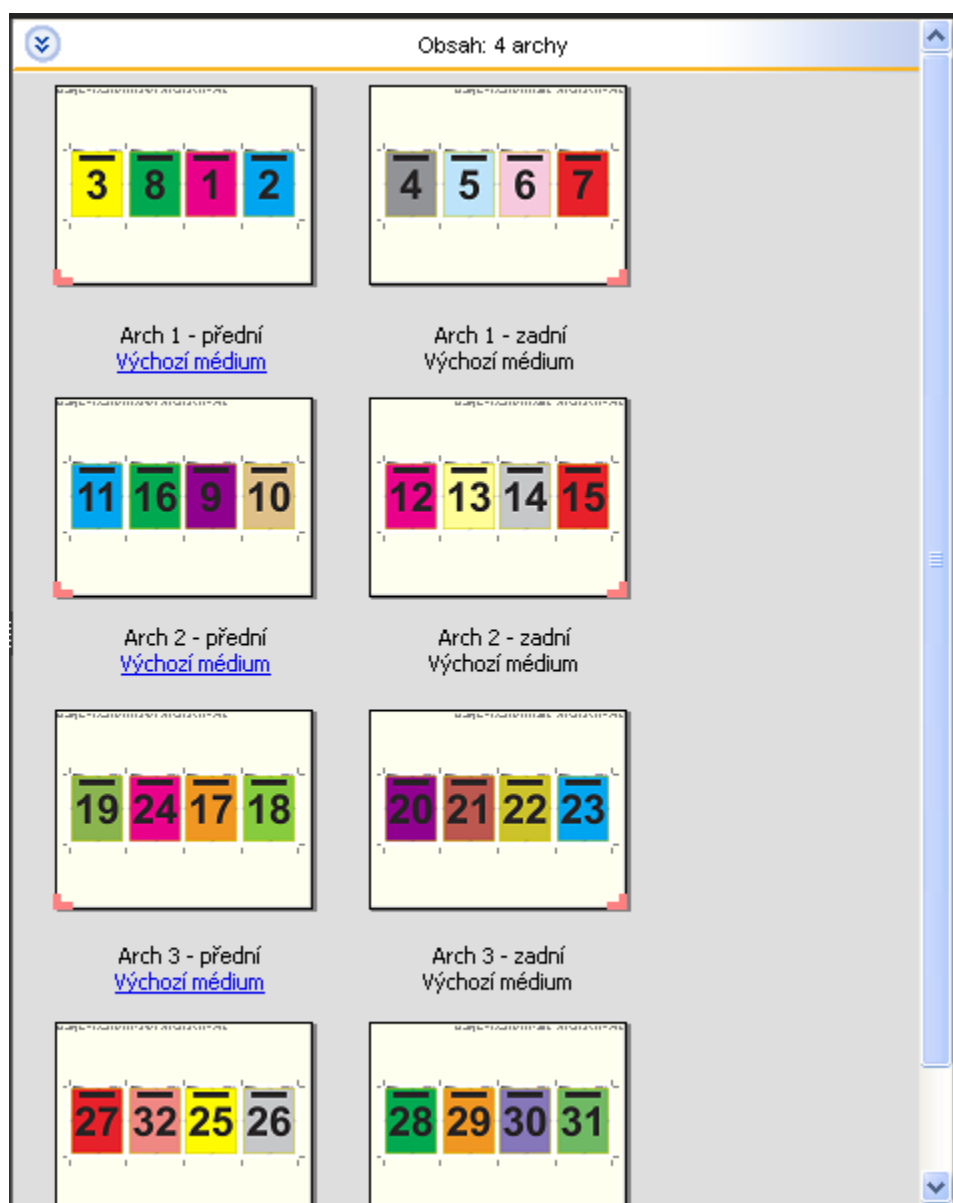 Obsah: 4 archy
3 8 1 2
4 5 6 7
Arch 1 - přední
Výchozí médium
Arch 1 - zadní
Výchozí médium
11 16 9 10
12 13 14 15
Arch 2 - přední
Výchozí médium
Arch 2 - zadní
Výchozí médium
19 24 17 18
20 21 22 23
Arch 3 - přední
Výchozí médium
Arch 3 - zadní
Výchozí médium
27 32 25 26
28 29 30 31